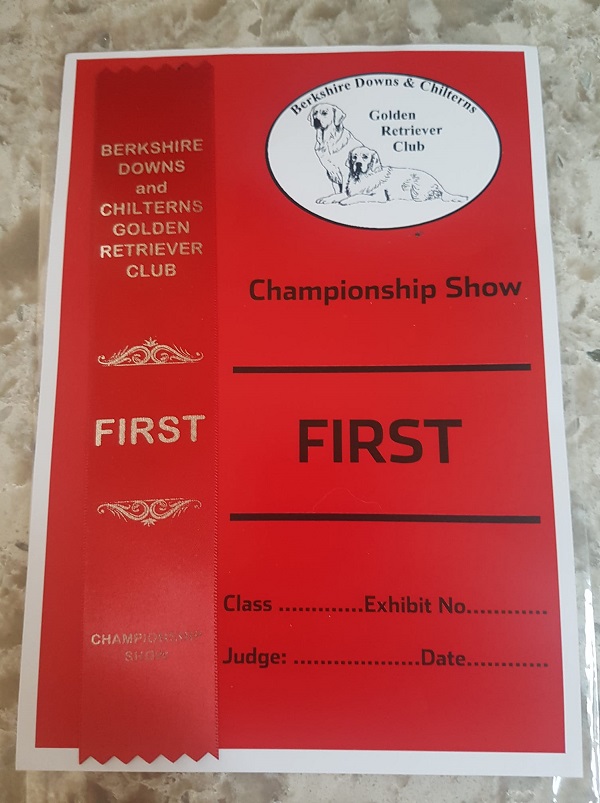 BERKSHIRE
DOWNS
and
CHILTERNS
GOLDEN
RETRIEVER
CLUB
FIRST
CHAMPIONSHIP
SHOW
Berkshire Downs & Chilterns
Golden
Retriever
Club
Championship Show
FIRST
Class .............Exhibit No............
Judge: ....................Date............